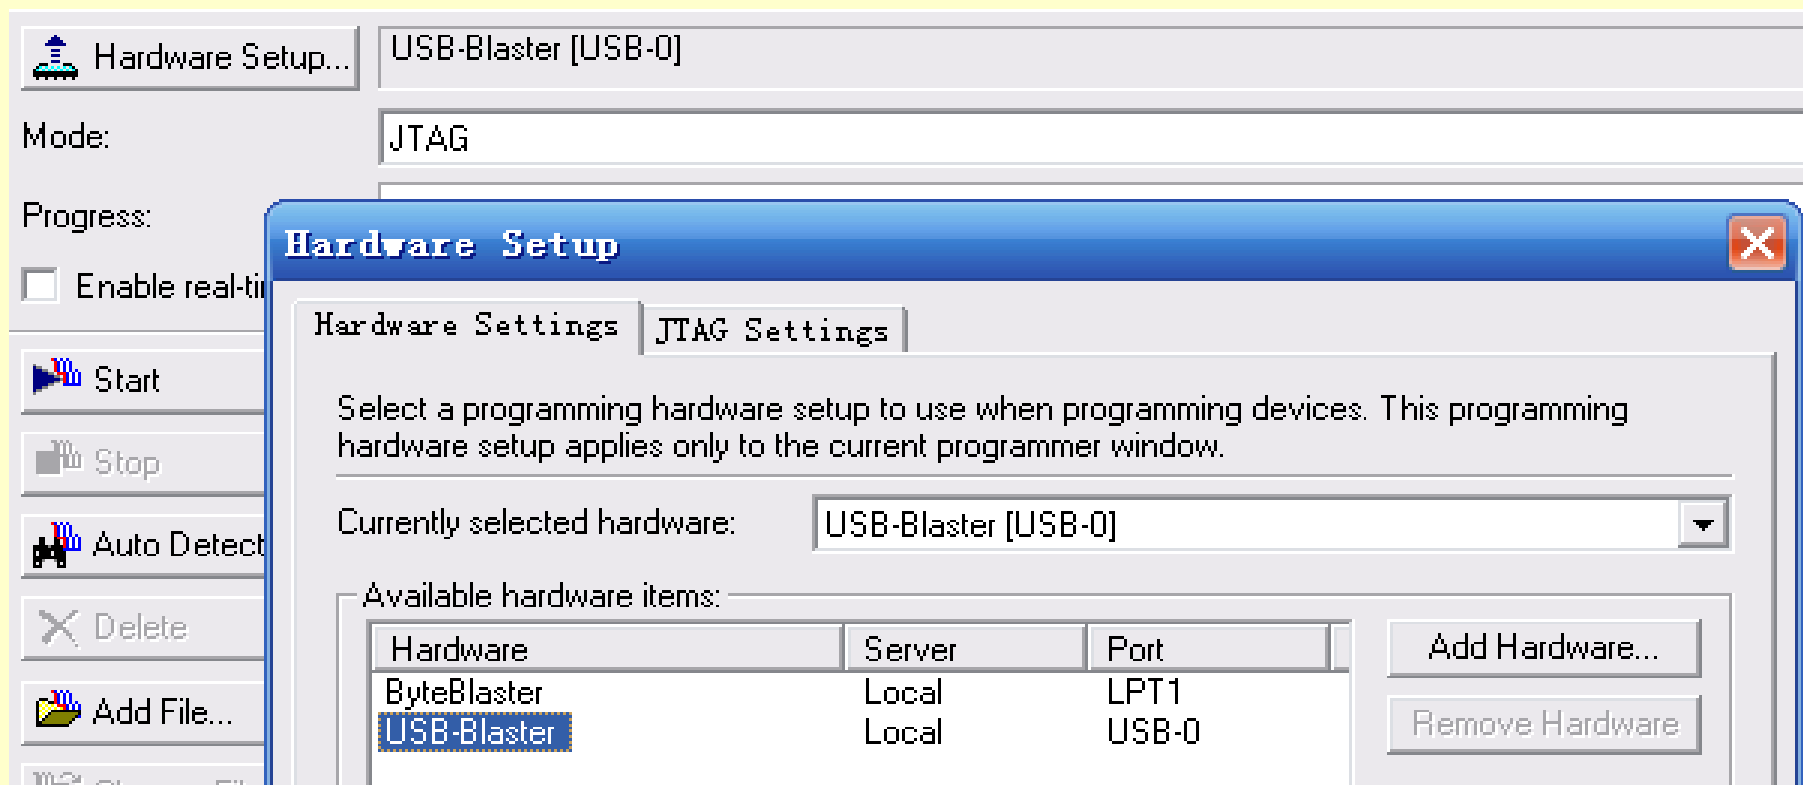 Hardware Setup... USB-Blaster [USB-0]
Mode: JTAG
Progress:
Hardware Setup
Enable real-ti
Hardware Settings JTAG Settings
Start
Select a programming hardware setup to use when programming devices. This programming
hardware setup applies only to the current programmer window.
Stop
Currently selected hardware: USB-Blaster [USB-0]
Auto Detect
Available hardware items:
Delete
Hardware Server Port Add Hardware...
ByteBlaster Local LPT1
Add File...
USB-Blaster Local USB-0 Remove Hardware